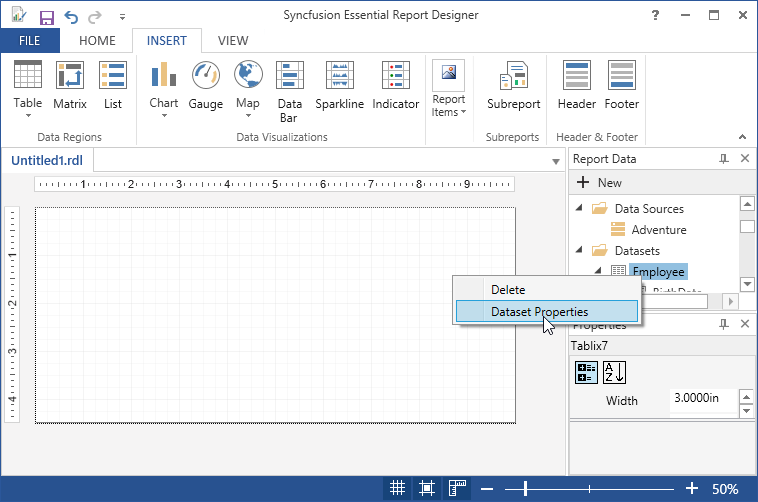 Syncfusion Essential Report Designer
?
FILE HOME INSERT VIEW
Table Matrix List Chart Gauge Map Data Bar Sparkline Indicator Report Items Subreport Header Footer
Data Regions Data Visualizations Subreports Header & Footer
Untitled1.rdl
1 2 3 4 5 6 7 8 9
1
2
3
4
Report Data
New
Data Sources
Adventure
Datasets
Employee
BirthDate
Delete
Dataset Properties
Properties
Tablix7
A
Z
Width 3.0000in
50%